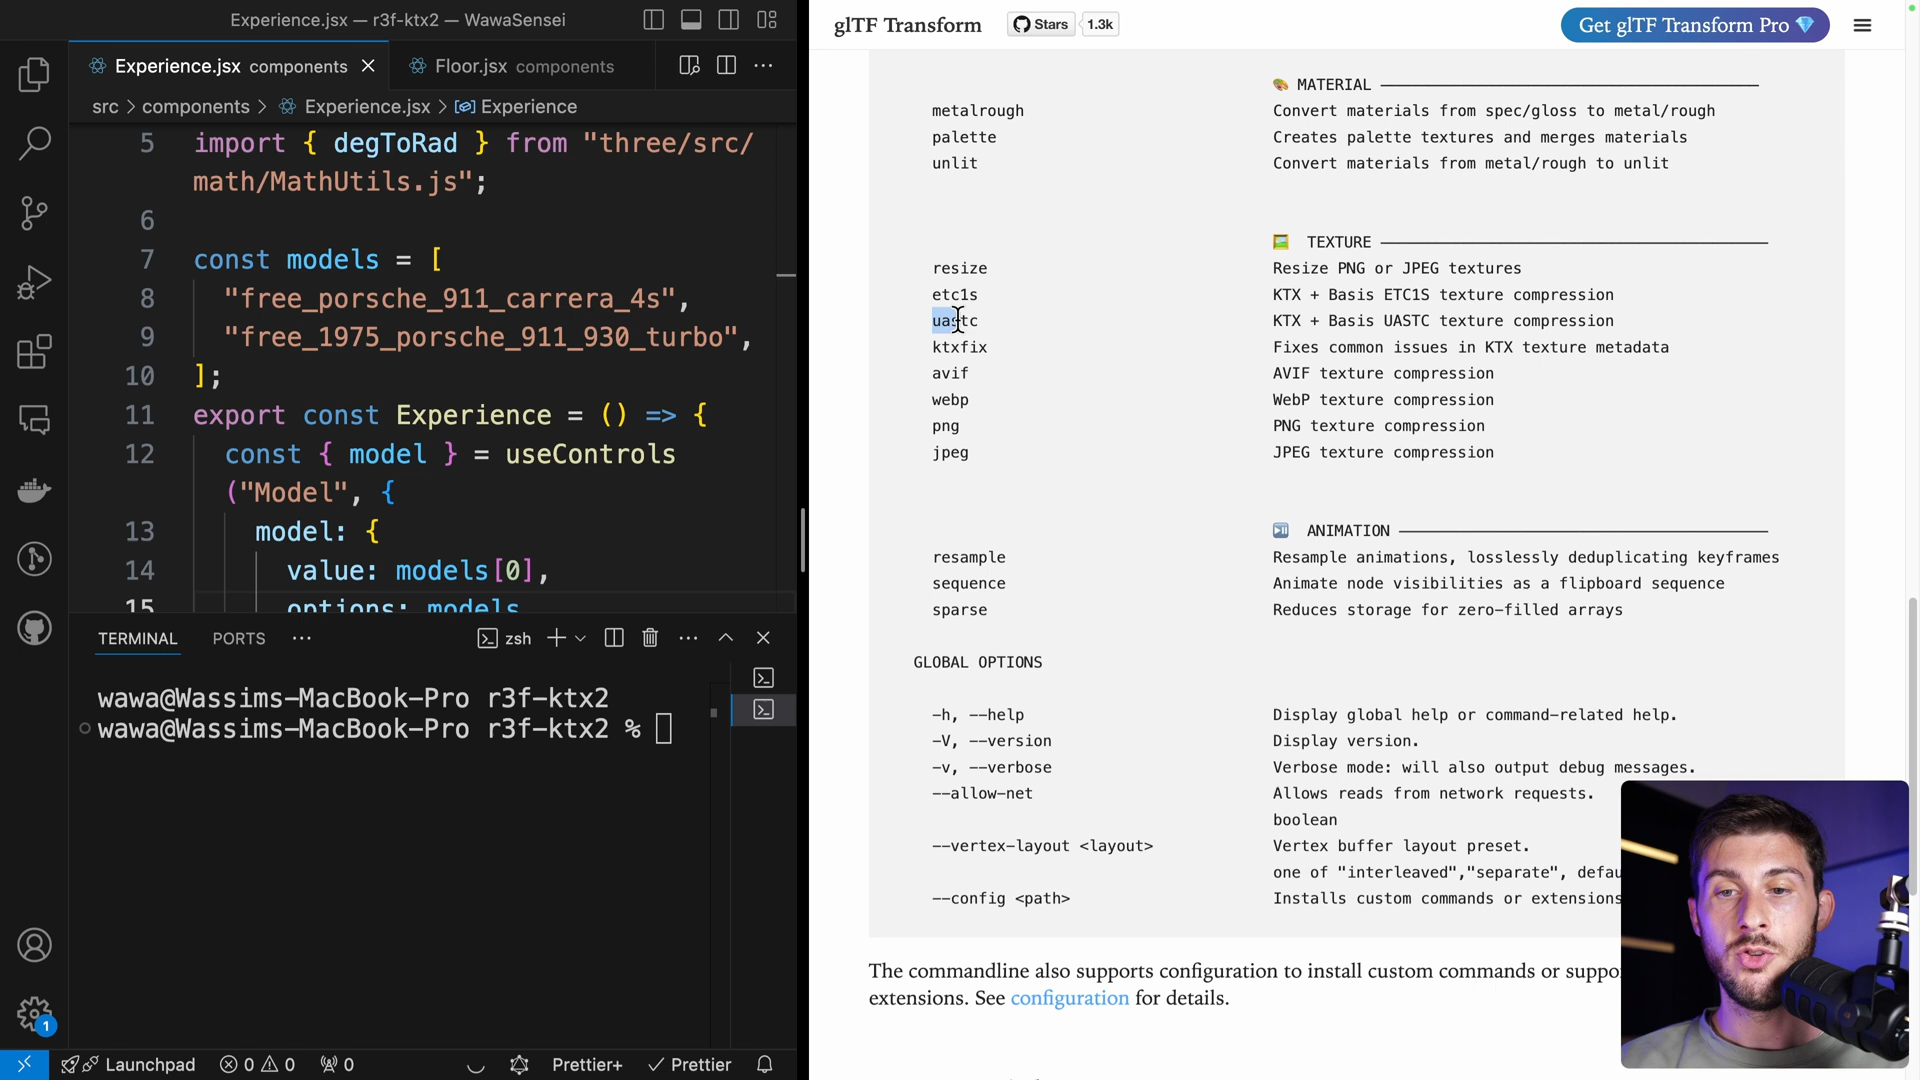 Experience.jsx — r3f-ktx2 — WawaSensei
Experience.jsx components
Floor.jsx components
src > components > Experience.jsx > Experience
5 import { degToRad } from "three/src/
math/MathUtils.js";
6
7 const models = [
8 "free_porsche_911_carrera_4s",
9 "free_1975_porsche_911_930_turbo",
10 ];
11 export const Experience = () => {
12 const { model } = useControls
("Model", {
13 model: {
14 value: models[0],
15 options: models
TERMINAL PORTS ··· zsh
wawa@Wassims-MacBook-Pro r3f-ktx2
wawa@Wassims-MacBook-Pro r3f-ktx2 %
1
Launchpad 0 0 0 Prettier+ Prettier
glTF Transform Stars 1.3k Get glTF Transform Pro
MATERIAL
metalrough Convert materials from spec/gloss to metal/rough
palette Creates palette textures and merges materials
unlit Convert materials from metal/rough to unlit
TEXTURE
resize Resize PNG or JPEG textures
etc1s KTX + Basis ETC1S texture compression
uastc KTX + Basis UASTC texture compression
ktxfix Fixes common issues in KTX texture metadata
avif AVIF texture compression
webp WebP texture compression
png PNG texture compression
jpeg JPEG texture compression
ANIMATION
resample Resample animations, losslessly deduplicating keyframes
sequence Animate node visibilities as a flipboard sequence
sparse Reduces storage for zero-filled arrays
GLOBAL OPTIONS
-h, --help Display global help or command-related help.
-V, --version Display version.
-v, --verbose Verbose mode: will also output debug messages.
--allow-net Allows reads from network requests.
boolean
--vertex-layout <layout> Vertex buffer layout preset.
one of "interleaved","separate", defau
--config <path> Installs custom commands or extensions
The commandline also supports configuration to install custom commands or suppo
extensions. See configuration for details.